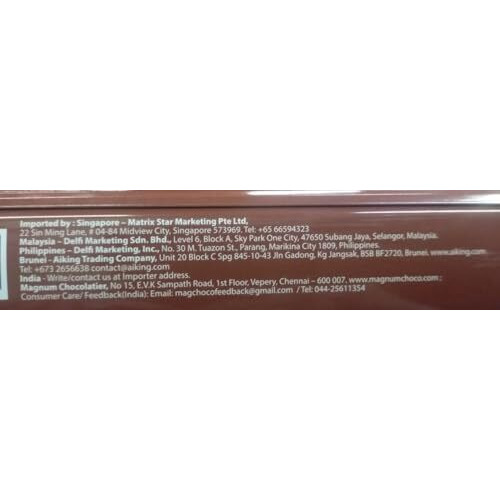 Imported by : Singapore – Matrix Star Marketing Pte Ltd,
22 Sin Ming Lane, # 04-84 Midview City, Singapore 573969. Tel: +65 66594323
Malaysia – Delfi Marketing Sdn. Bhd., Level 6, Block A, Sky Park One City, 47650 Subang Jaya, Selangor, Malaysia.
Philippines – Delfi Marketing, Inc., No. 30 M. Tuazon St., Parang, Marikina City 1809, Philippines.
Brunei - Aiking Trading Company, Unit 20 Block C Spg 845-10-43 Jln Gadong, Kg Jangsak, BSB BF2720, Brunei. www.aiking.com.
Tel: +673 2656638 contact@aiking.com
India - Write/contact us at Importer address.
Magnum Chocolatier, No 15, E.V.K Sampath Road, 1st Floor, Vepery, Chennai – 600 007. www.magnumchoco.com.
Consumer Care/ Feedback(India): Email: magchocofeedback@gmail.com / Tel: 044-25611354